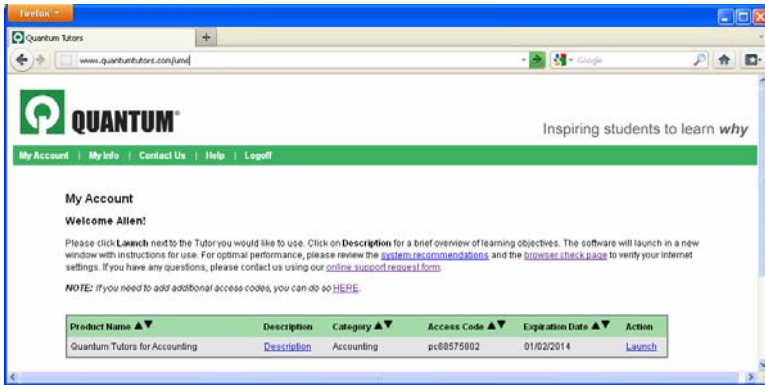 Firefox
Quantum Tutors
www.quantumtutors.com/umd
Google
QUANTUM®
Inspiring students to learn why
My Account | My Info | Contact Us | Help | Logoff
My Account
Welcome Allen!
Please click Launch next to the Tutor you would like to use. Click on Description for a brief overview of learning objectives. The software will launch in a new
window with instructions for use. For optimal performance, please review the system recommendations and the browser check page to verify your Internet
settings. If you have any questions, please contact us using our online support request form.
NOTE: If you need to add additional access codes, you can do so HERE.
Product Name ▲▼ Description Category ▲▼ Access Code ▲▼ Expiration Date ▲▼ Action
Quantum Tutors for Accounting Description Accounting pc60575802 01/02/2014 Launch